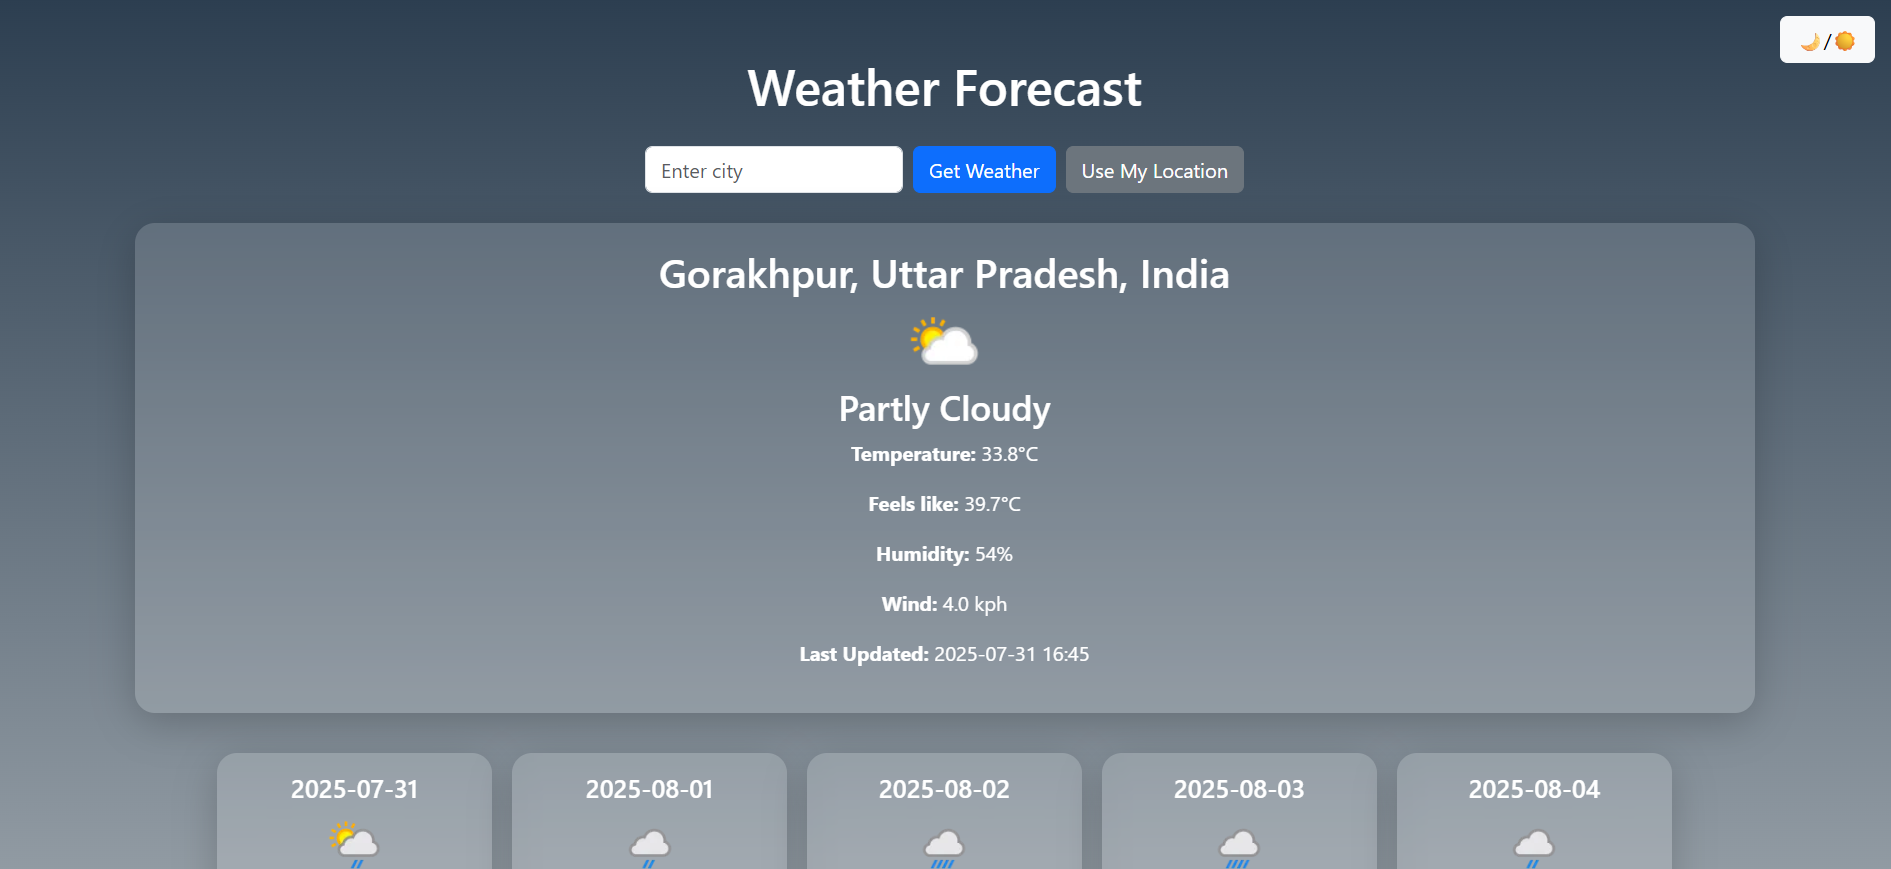 🌙/☀️
Weather Forecast
Enter city Get Weather Use My Location
Gorakhpur, Uttar Pradesh, India
Partly Cloudy
Temperature: 33.8°C
Feels like: 39.7°C
Humidity: 54%
Wind: 4.0 kph
Last Updated: 2025-07-31 16:45
2025-07-31 2025-08-01 2025-08-02 2025-08-03 2025-08-04